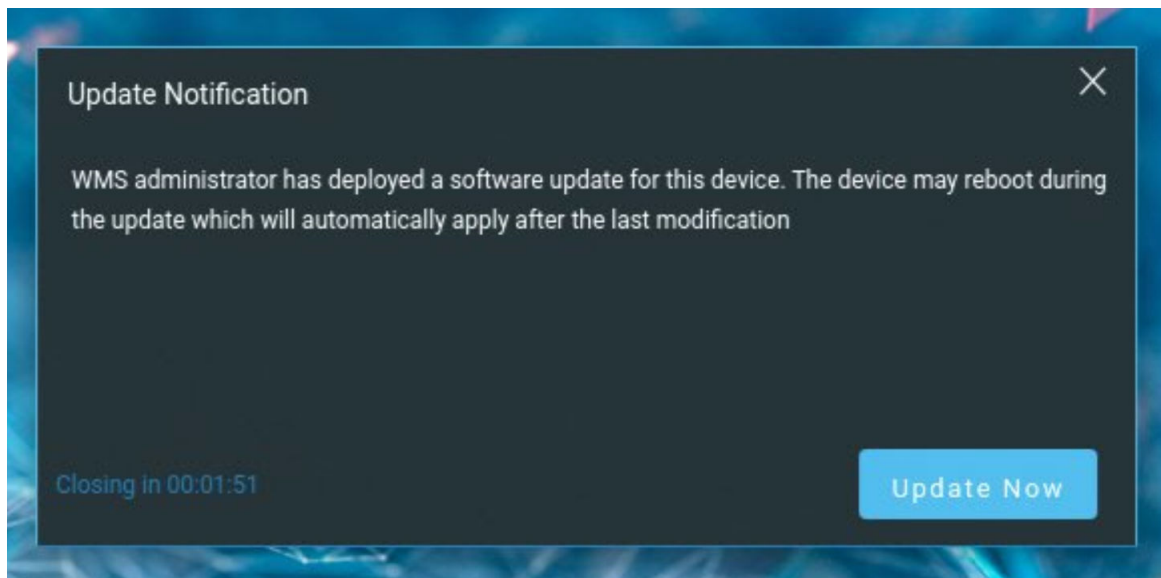 Update Notification
WMS administrator has deployed a software update for this device. The device may reboot during
the update which will automatically apply after the last modification
Closing in 00:01:51
Update Now